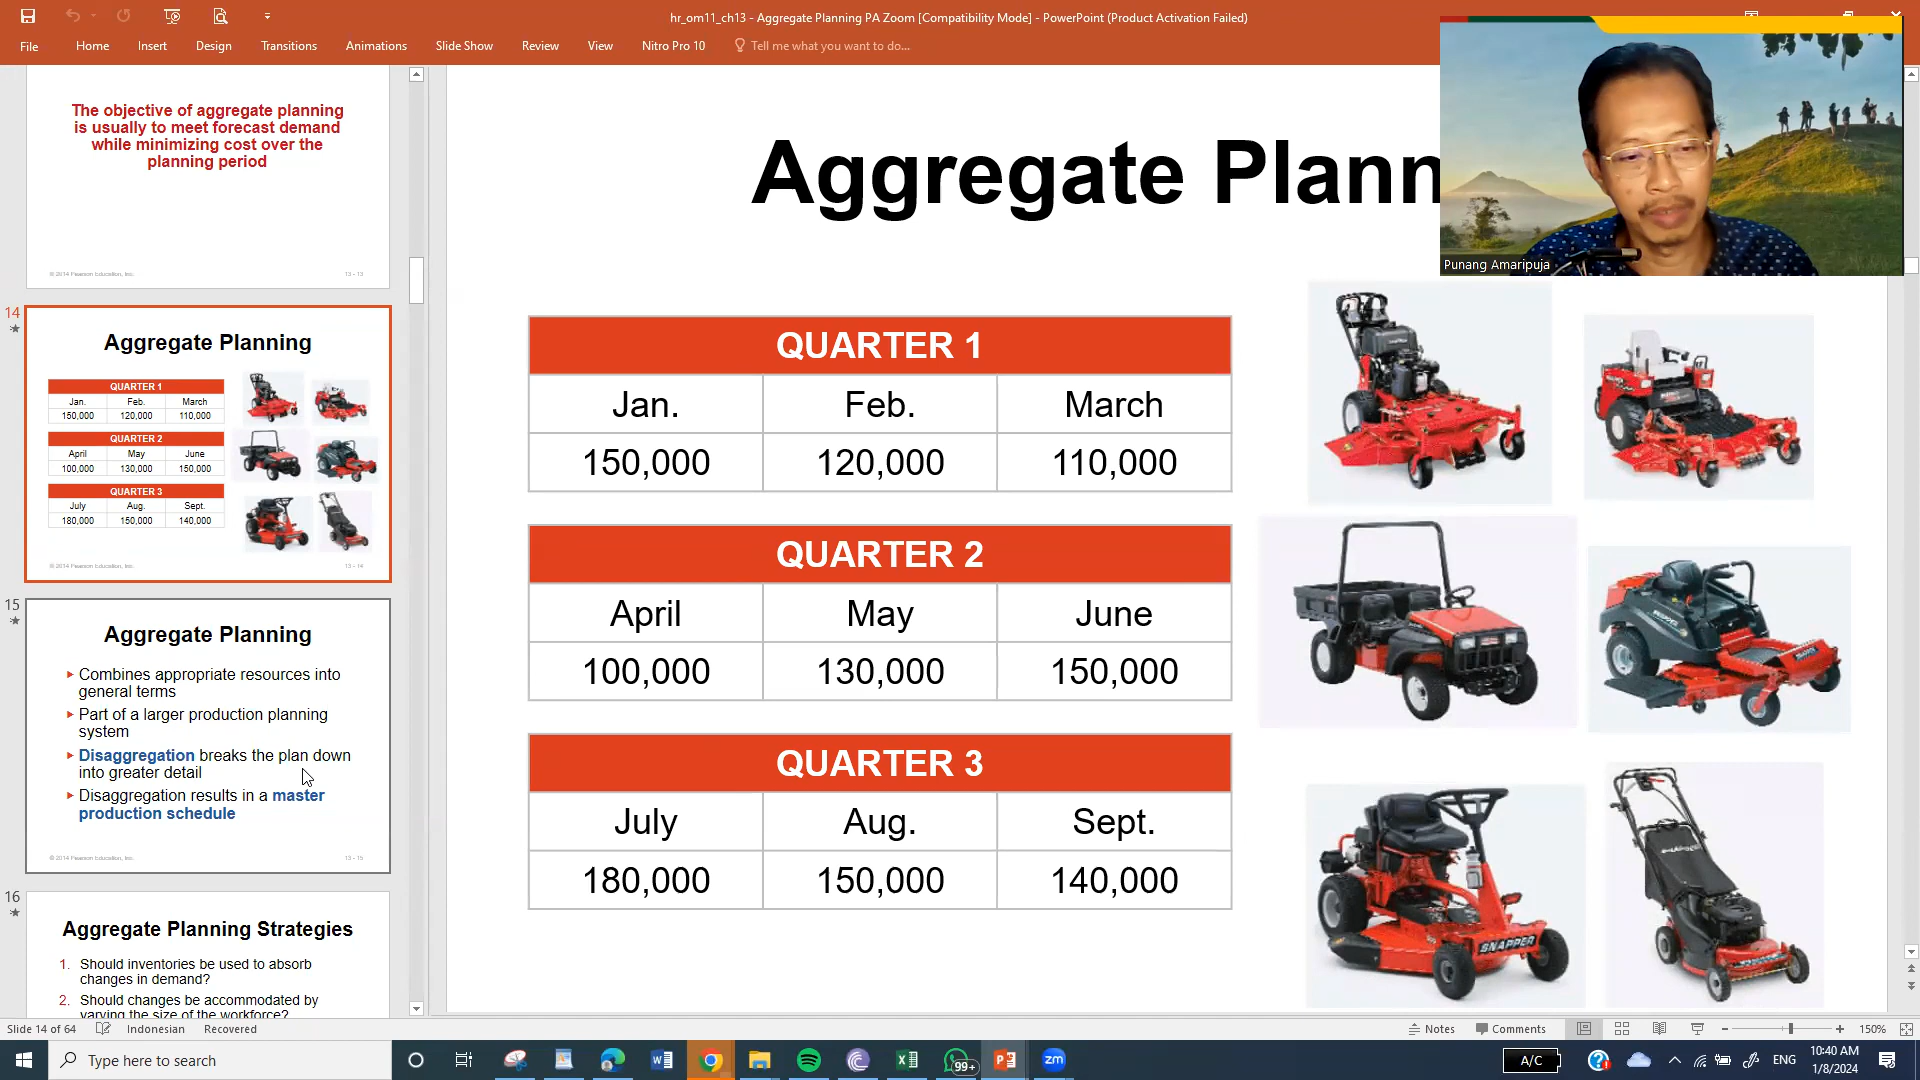 hr_om11_ch13 - Aggregate Planning PA Zoom [Compatibility Mode] - PowerPoint (Product Activation Failed)
File Home Insert Design Transitions Animations Slide Show Review View Nitro Pro 10 Tell me what you want to do...
The objective of aggregate planning
is usually to meet forecast demand
while minimizing cost over the
planning period
© 2014 Pearson Education, Inc. 13 - 13
14
Aggregate Planning
QUARTER 1
Jan. Feb. March
150,000 120,000 110,000
QUARTER 2
April May June
100,000 130,000 150,000
QUARTER 3
July Aug. Sept.
180,000 150,000 140,000
© 2014 Pearson Education, Inc. 13 - 14
15
Aggregate Planning
Combines appropriate resources into
general terms
Part of a larger production planning
system
Disaggregation breaks the plan down
into greater detail
Disaggregation results in a master
production schedule
© 2014 Pearson Education, Inc. 13 - 15
16
Aggregate Planning Strategies
1. Should inventories be used to absorb
changes in demand?
2. Should changes be accommodated by
varying the size of the workforce?
Aggregate Plann
Punang Amaripuja
QUARTER 1
Jan. Feb. March
150,000 120,000 110,000
QUARTER 2
April May June
100,000 130,000 150,000
QUARTER 3
July Aug. Sept.
180,000 150,000 140,000
SNAPPER
Slide 14 of 64 Indonesian Recovered Notes Comments 150%
Type here to search
99+
zm
A/C
ENG
10:40 AM
1/8/2024